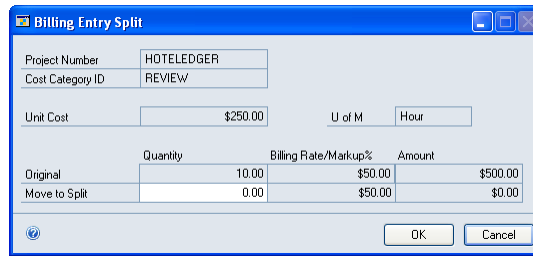 Billing Entry Split
Project Number HOTELEDGER
Cost Category ID REVIEW
Unit Cost $250.00 U of M Hour
Quantity Billing Rate/Markup% Amount
Original 10.00 $50.00 $500.00
Move to Split 0.00 $50.00 $0.00
OK Cancel